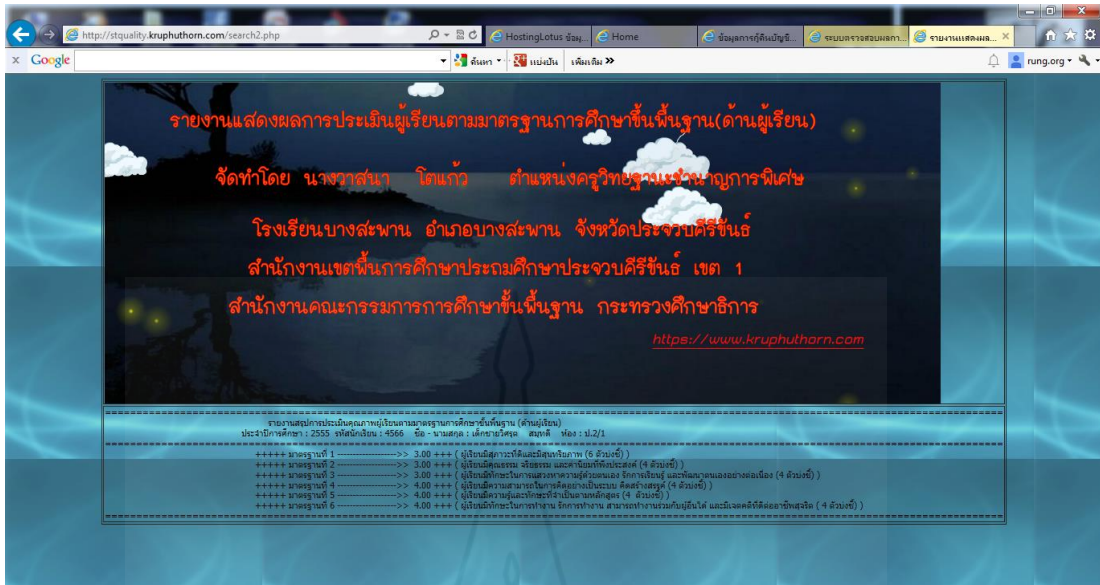 http://stquality.kruphuthorn.com/search2.php
HostingLotus ข้อมู...
Home
ข้อมูลการกู้คืนบัญชี...
ระบบตรวจสอบผลกา...
รายงานแสดงผล...
x Google
ค้นหา
แบ่งปัน
เพิ่มเติม >>
rung.org
รายงานแสดงผลการประเมินผู้เรียนตามมาตรฐานการศึกษาขึ้นพื้นฐาน(ด้านผู้เรียน)
จัดทำโดย นางวาสนา โตแก้ว ตำแหน่งครูวิทยฐานะชำนาญการพิเศษ
โรงเรียนบางสะพาน อำเภอบางสะพาน จังหวัดประจวบคีรีขันธ์
สำนักงานเขตพื้นการศึกษาประถมศึกษาประจวบคีรีขันธ์ เขต 1
สำนักงานคณะกรรมการการศึกษาขั้นพื้นฐาน กระทรวงศึกษาธิการ
https://www.kruphuthorn.com
รายงานสรุปการประเมินคุณภาพผู้เรียนตามมาตรฐานการศึกษาขั้นพื้นฐาน (ด้านผู้เรียน)
ประจำปีการศึกษา : 2555 รหัสนักเรียน : 4566 ชื่อ - นามสกุล : เด็กชายวิศรุต สมุทดี ห้อง : ป.2/1
+++++ มาตรฐานที่ 1 ------------------->> 3.00 +++ ( ผู้เรียนมีสุภาวะที่ดีและมีสุนทรียภาพ (6 ตัวบ่งชี้) )
+++++ มาตรฐานที่ 2 ------------------->> 3.00 +++ ( ผู้เรียนมีคุณธรรม จริยธรรม และค่านิยมที่พึงประสงค์ (4 ตัวบ่งชี้) )
+++++ มาตรฐานที่ 3 ------------------->> 3.00 +++ ( ผู้เรียนมีทักษะในการแสวงหาความรู้ด้วยตนเอง รักการเรียนรู้ และพัฒนาตนเองอย่างต่อเนื่อง (4 ตัวบ่งชี้) )
+++++ มาตรฐานที่ 4 ------------------->> 4.00 +++ ( ผู้เรียนมีความสามารถในการคิดอย่างเป็นระบบ คิดสร้างสรรค์ (4 ตัวบ่งชี้) )
+++++ มาตรฐานที่ 5 ------------------->> 4.00 +++ ( ผู้เรียนมีความรู้และทักษะที่จำเป็นตามหลักสูตร (4 ตัวบ่งชี้) )
+++++ มาตรฐานที่ 6 ------------------->> 4.00 +++ ( ผู้เรียนมีทักษะในการทำงาน รักการทำงาน สามารถทำงานร่วมกับผู้อื่นได้ และมีเจตคติที่ดีต่ออาชีพสุจริต ( 4 ตัวบ่งชี้) )